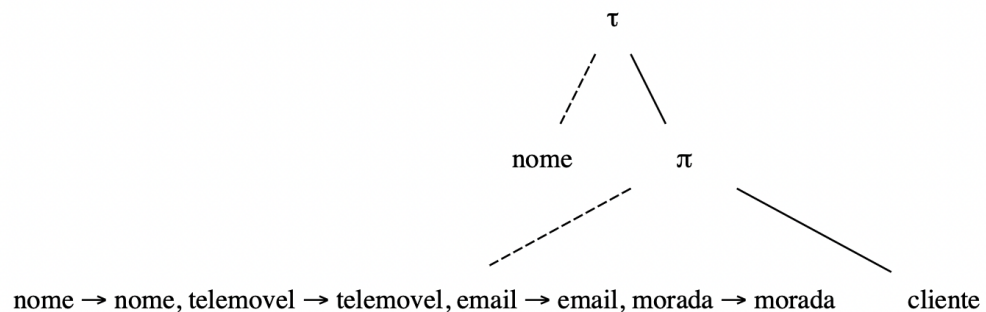 τ
nome π
nome → nome, telemovel → telemovel, email → email, morada → morada cliente